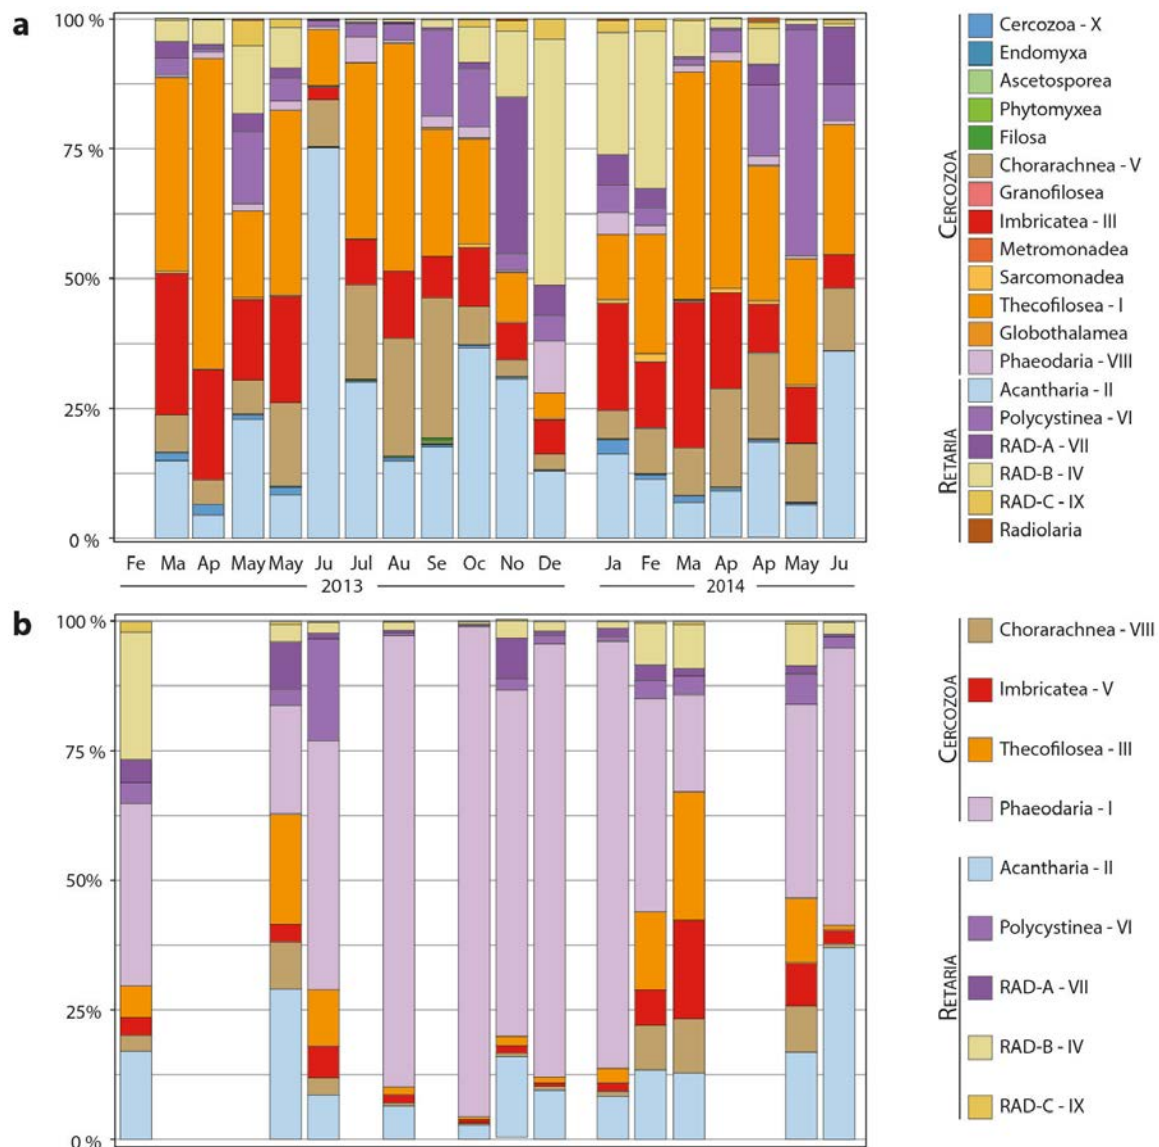 a
100 %
75 %
50%
25%
0 %
Fe Ma Ap May May Ju Jul Au Se Oc No De Ja Fe Ma Ap Ap May Ju
2013 2014
CERCOZOA
Cercozoa - X
Endomyxa
Ascetosporea
Phytomyxea
Filosa
Chorarachnea - V
Granofilosea
Imbricatea - III
Metromonadea
Sarcomonadea
Thecofilosea - I
Globothalamea
Phaeodaria - VIII
RETARIA
Acantharia - II
Polycystinea - VI
RAD-A - VII
RAD-B - IV
RAD-C - IX
Radiolaria
b
100 %
75 %
50%
25%
0 %
CERCOZOA
Chorarachnea - VIII
Imbricatea - V
Thecofilosea - III
Phaeodaria - I
RETARIA
Acantharia - II
Polycystinea - VI
RAD-A - VII
RAD-B - IV
RAD-C - IX